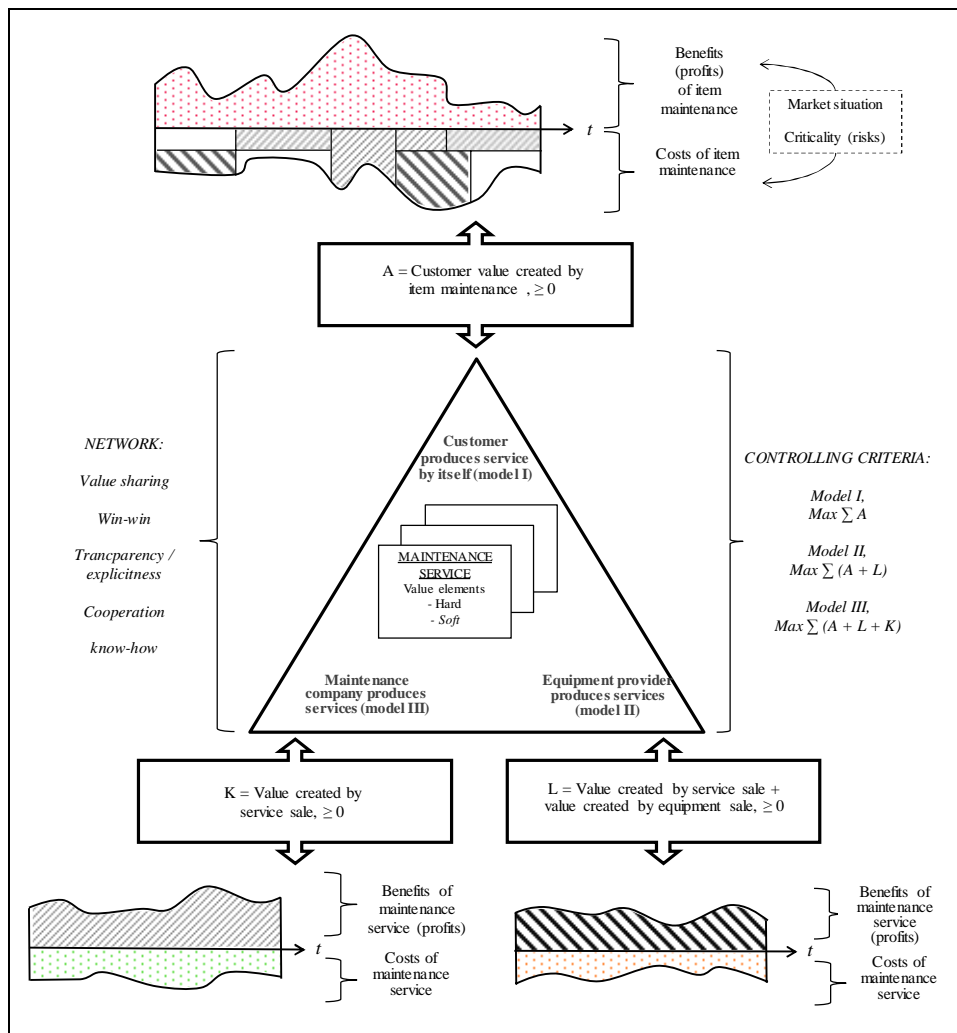 Benefits
(profits)
of item
maintenance
t
Market situation
Criticality (risks)
Costs of item
maintenance
A = Customer value created by
item maintenance , ≥ 0
NETWORK:
Value sharing
Win-win
Trancparency /
explicitness
Cooperation
know-how
Customer
produces service
by itself (model I)
MAINTENANCE
SERVICE
Value elements
- Hard
- Soft
Maintenance
company produces
services (model III)
Equipment provider
produces services
(model II)
CONTROLLING CRITERIA:
Model I,
Max ∑ A
Model II,
Max ∑ (A + L)
Model III,
Max ∑ (A + L + K)
K = Value created by
service sale, ≥ 0
L = Value created by service sale +
value created by equipment sale, ≥ 0
Benefits of
maintenance
service (profits)
t
Costs of
maintenance
service
Benefits of
maintenance
service
(profits)
t
Costs of
maintenance
service